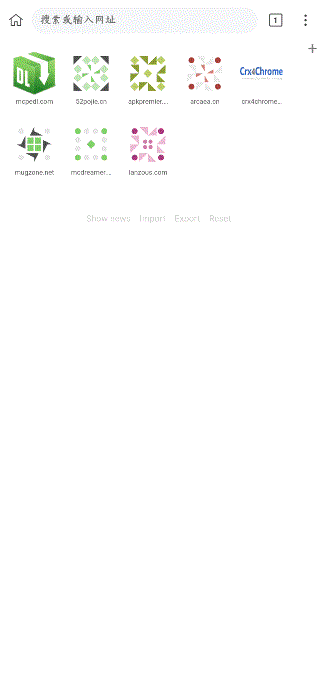 搜索或输入网址
1
+
DL
Crx4Chrome
mcpedl.com 52pojie.cn apkpremier.... arcaea.cn crx4chrome...
mugzone.net mcdreamer.... lanzous.com
Show news Import Export Reset